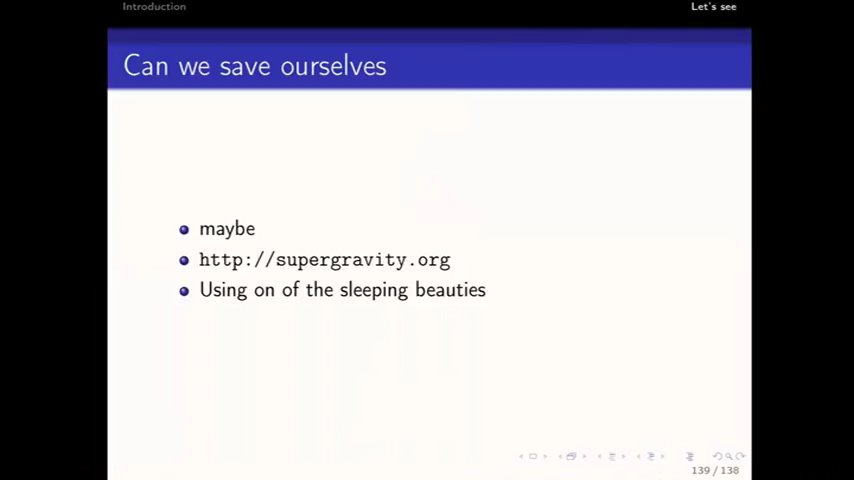 Introduction
Let's see
Can we save ourselves
maybe
http://supergravity.org
Using on of the sleeping beauties
139 / 138